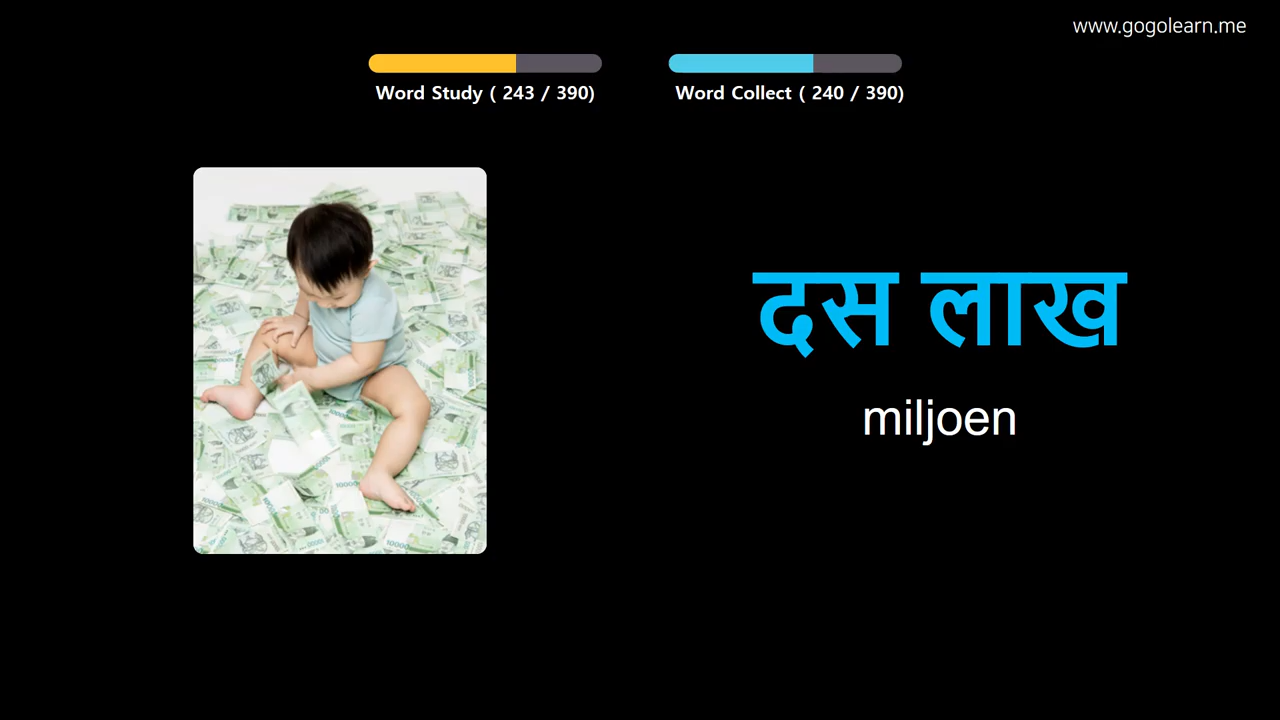 www.gogolearn.me
Word Study ( 243 / 390)
Word Collect ( 240 / 390)
दस लाख
miljoen